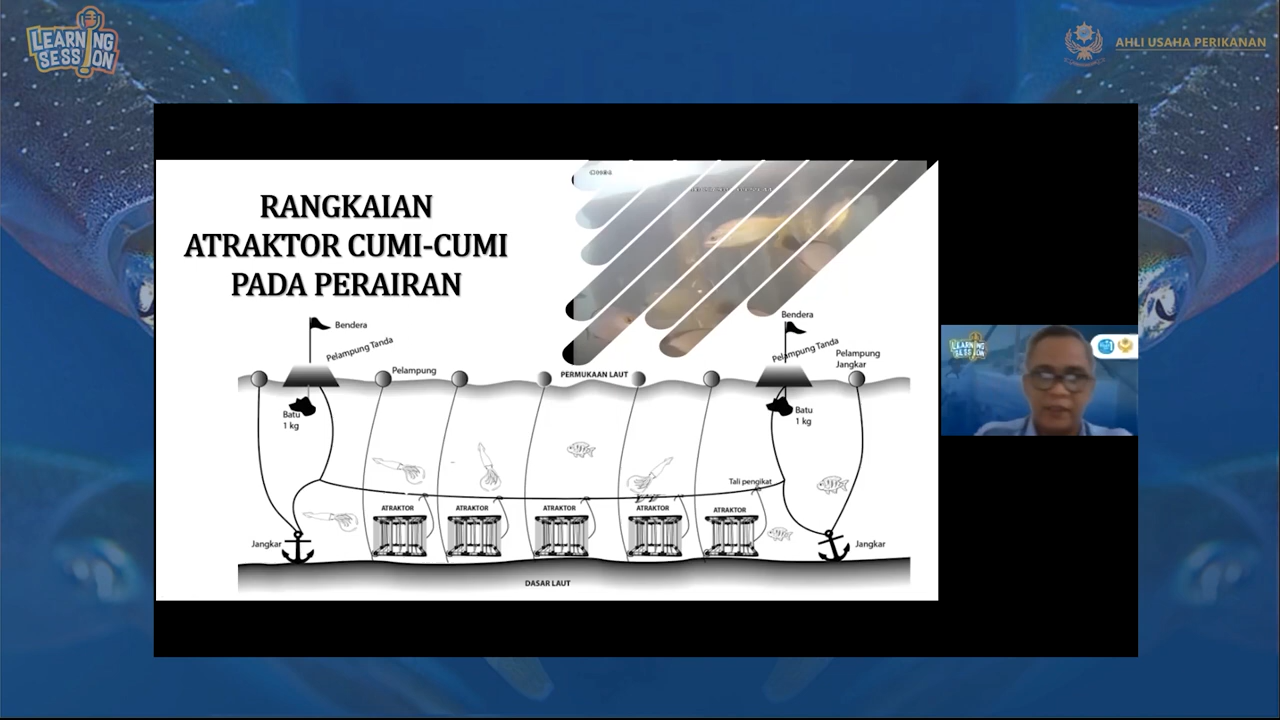 LEARNING
SESSION
AHLI USAHA PERIKANAN
RANGKAIAN
ATRAKTOR CUMI-CUMI
PADA PERAIRAN
Bendera
Pelampung Tanda
Pelampung
PERMUKAAN LAUT
Bendera
Pelampung Tanda
Pelampung
Jangkar
Batu
1 kg
Batu
1 kg
Tali pengikat
ATRAKTOR
ATRAKTOR
ATRAKTOR
ATRAKTOR
ATRAKTOR
Jangkar
Jangkar
DASAR LAUT
LEARNING
SESSION